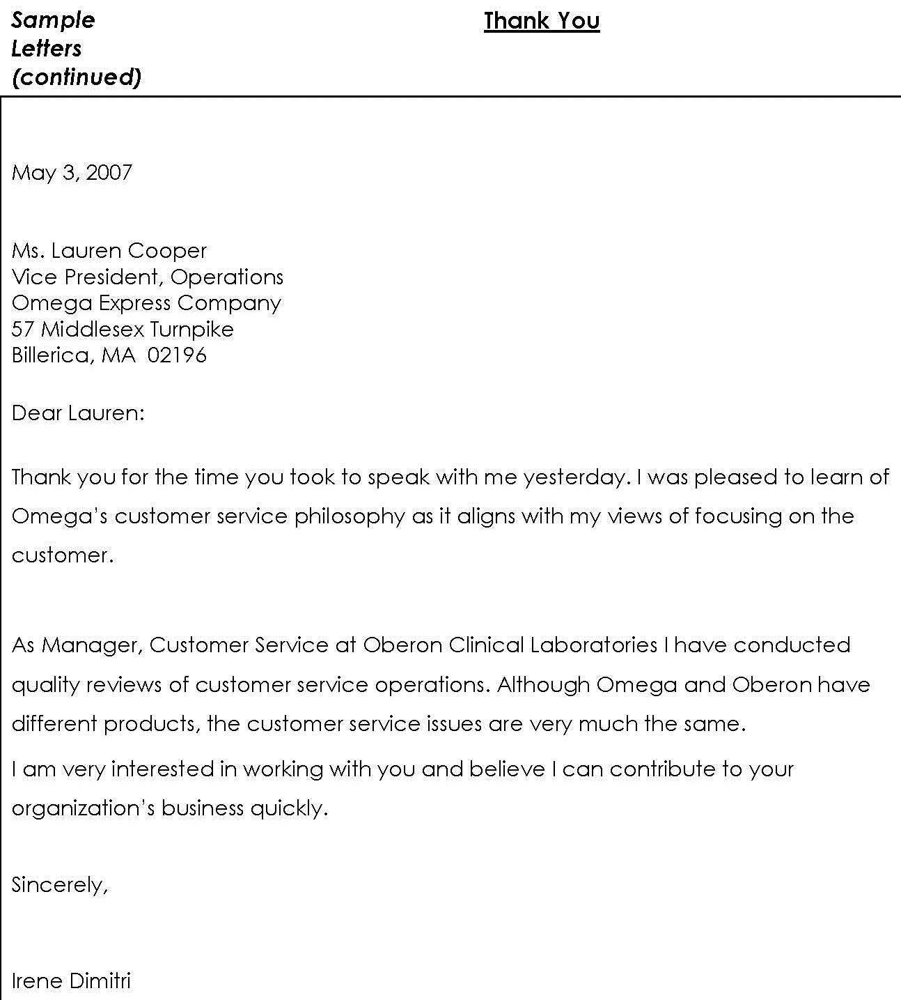 Sample
Letters
(continued)
Thank You
May 3, 2007
Ms. Lauren Cooper
Vice President, Operations
Omega Express Company
57 Middlesex Turnpike
Billerica, MA  02196
Dear Lauren:
Thank you for the time you took to speak with me yesterday. I was pleased to learn of
Omega's customer service philosophy as it aligns with my views of focusing on the
customer.
As Manager, Customer Service at Oberon Clinical Laboratories I have conducted
quality reviews of customer service operations. Although Omega and Oberon have
different products, the customer service issues are very much the same.
I am very interested in working with you and believe I can contribute to your
organization's business quickly.
Sincerely,
Irene Dimitri